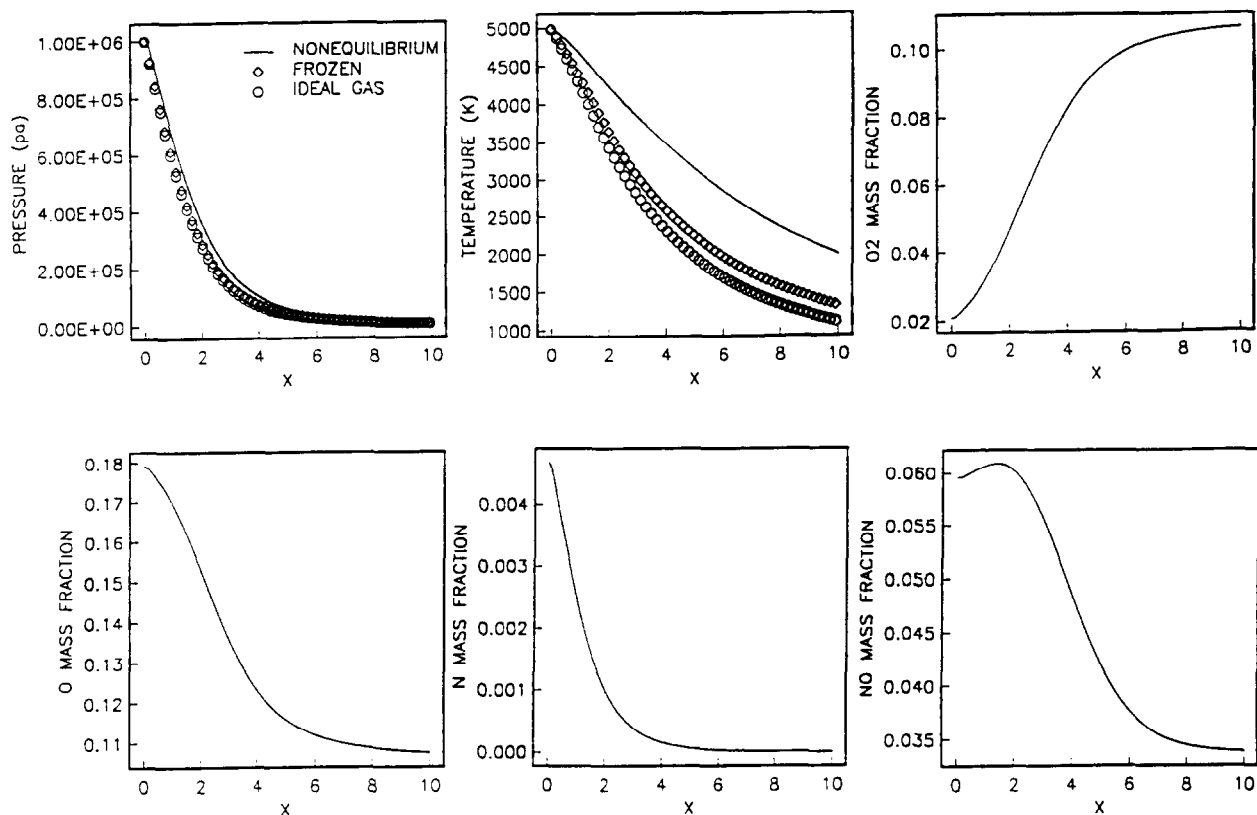 PRESSURE (pa)
1.00E+06
8.00E+05
6.00E+05
4.00E+05
2.00E+05
0.00E+00
NONEQUILIBRIUM
FROZEN
IDEAL GAS
0 2 4 6 8 10
X
TEMPERATURE (K)
5000
4500
4000
3500
3000
2500
2000
1500
1000
0 2 4 6 8 10
X
O2 MASS FRACTION
0.10
0.08
0.06
0.04
0.02
0 2 4 6 8 10
X
O MASS FRACTION
0.18
0.17
0.16
0.15
0.14
0.13
0.12
0.11
0 2 4 6 8 10
X
N MASS FRACTION
0.004
0.003
0.002
0.001
0.000
0 2 4 6 8 10
X
NO MASS FRACTION
0.060
0.055
0.050
0.045
0.040
0.035
0 2 4 6 8 10
X